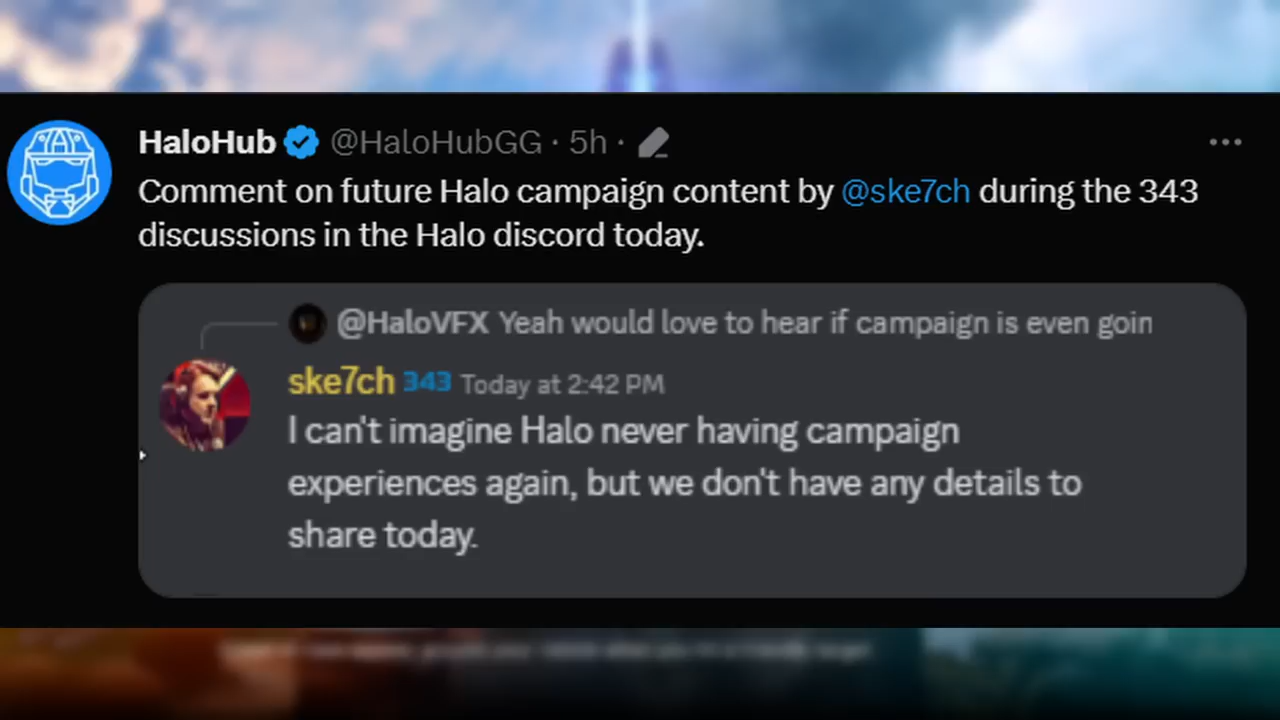 HaloHub @HaloHubGG · 5h ·
Comment on future Halo campaign content by @ske7ch during the 343
discussions in the Halo discord today.
@HaloVFX Yeah would love to hear if campaign is even goin
ske7ch 343 Today at 2:42 PM
I can't imagine Halo never having campaign
experiences again, but we don't have any details to
share today.